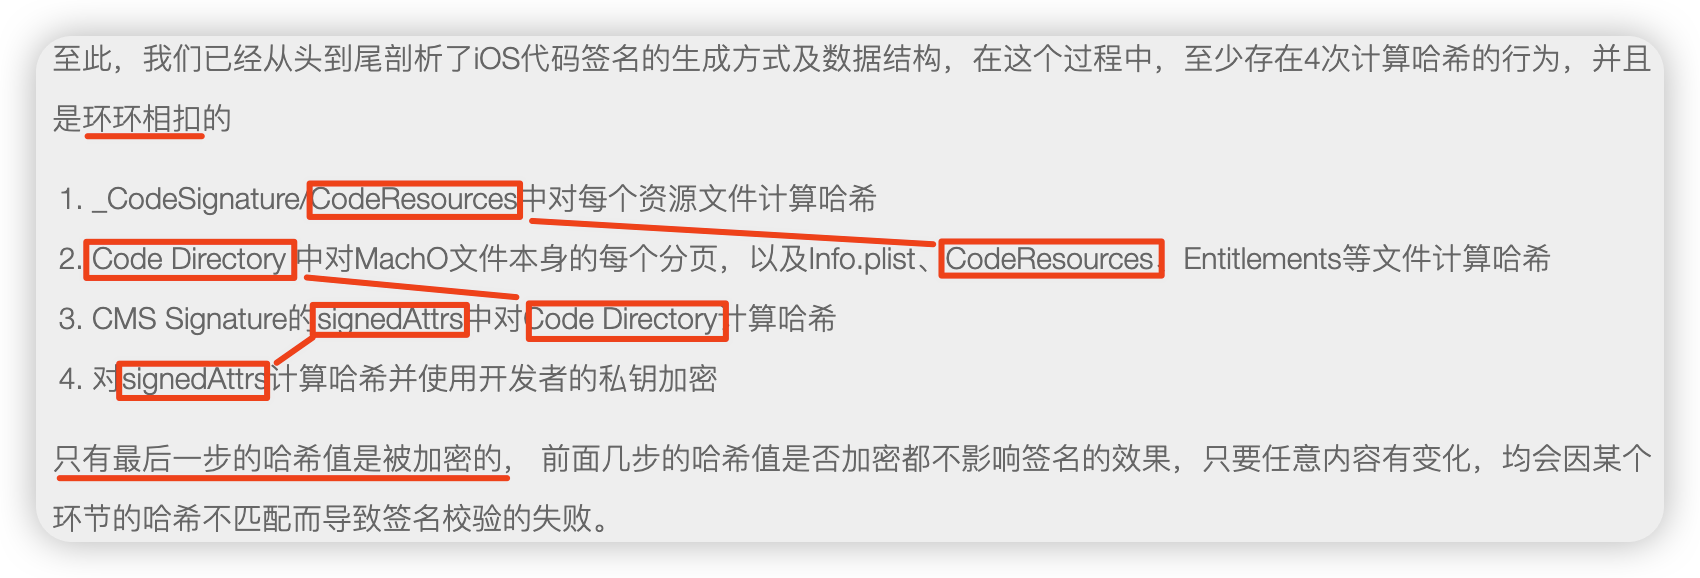 至此，我们已经从头到尾剖析了iOS代码签名的生成方式及数据结构，在这个过程中，至少存在4次计算哈希的行为，并且
是环环相扣的
1. _CodeSignature/CodeResources中对每个资源文件计算哈希
2. Code Directory 中对MachO文件本身的每个分页，以及Info.plist、CodeResources、Entitlements等文件计算哈希
3. CMS Signature的signedAttrs中对Code Directory计算哈希
4. 对signedAttrs计算哈希并使用开发者的私钥加密
只有最后一步的哈希值是被加密的， 前面几步的哈希值是否加密都不影响签名的效果，只要任意内容有变化，均会因某个
环节的哈希不匹配而导致签名校验的失败。